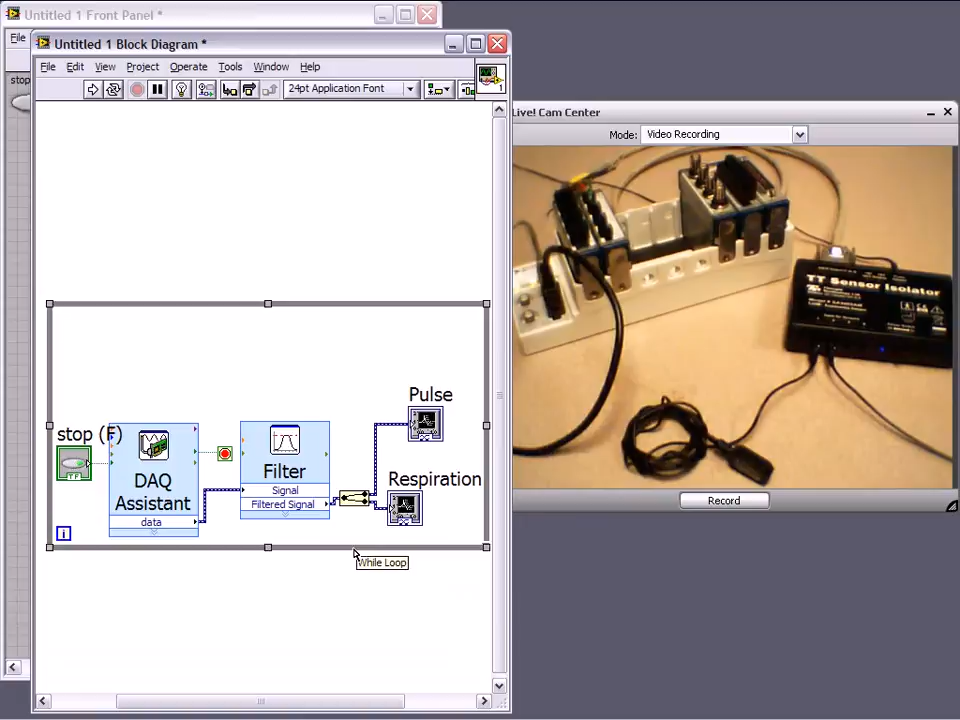 Untitled 1 Front Panel *
File
stop
Untitled 1 Block Diagram *
File Edit View Project Operate Tools Window Help
24pt Application Font
1
Pulse
stop (F)
TF
DAQ Assistant
data
Filter
Signal
Filtered Signal
Respiration
i
While Loop
Live! Cam Center
Mode: Video Recording
TT Sensor Isolator
Record